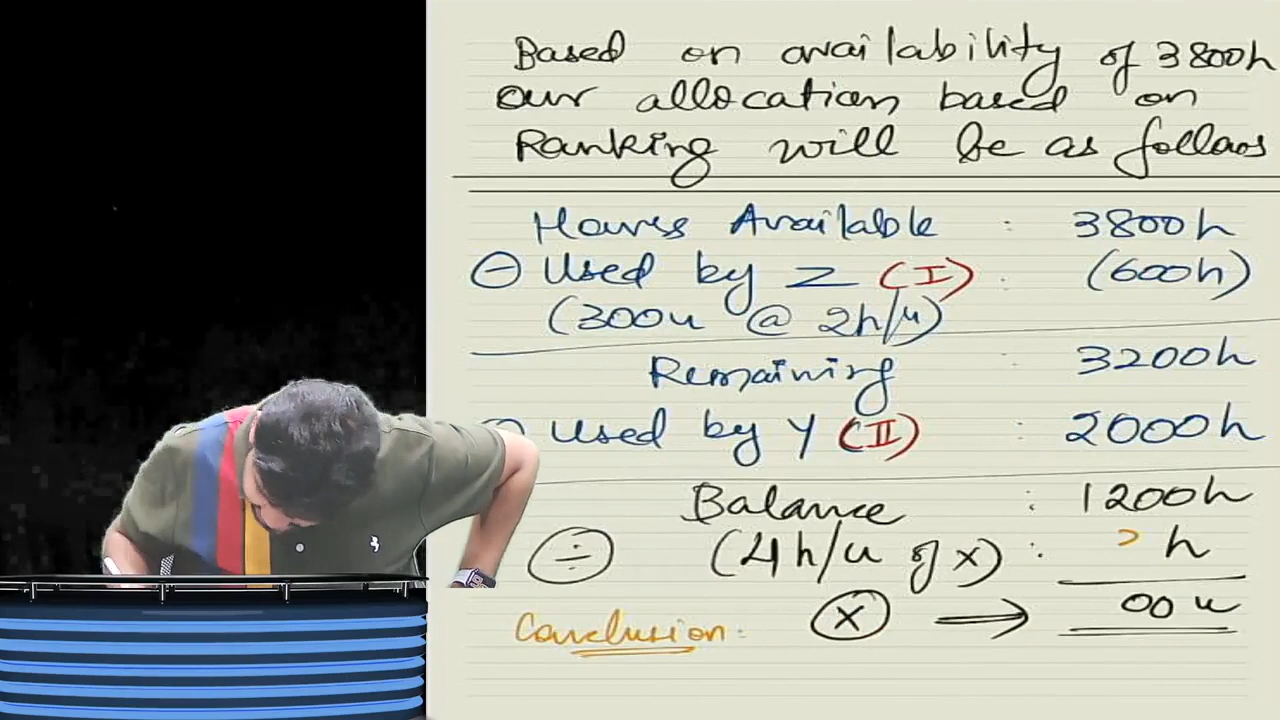 Based on availability of 3800h
our allocation based on
Ranking will be as follows
Hours Available : 3800h
⊖ Used by Z (I) : (600h)
(300u @ 2h/u)
Remaining : 3200h
Used by Y (II) : 2000h
Balance : 1200h
÷ (4h/u of x) : h
Conclusion: X → 00u